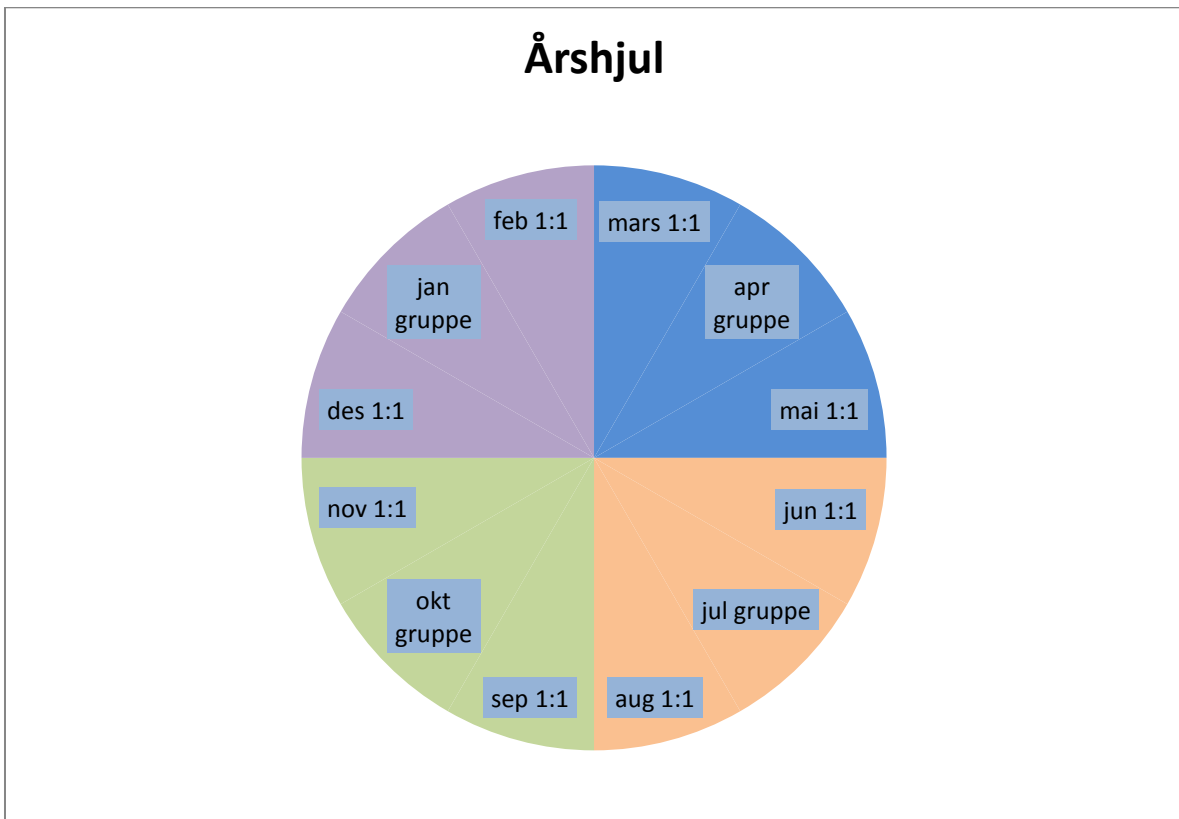 Årshjul
mars 1:1
apr
gruppe
mai 1:1
jun 1:1
jul gruppe
aug 1:1
sep 1:1
okt
gruppe
nov 1:1
des 1:1
jan
gruppe
feb 1:1